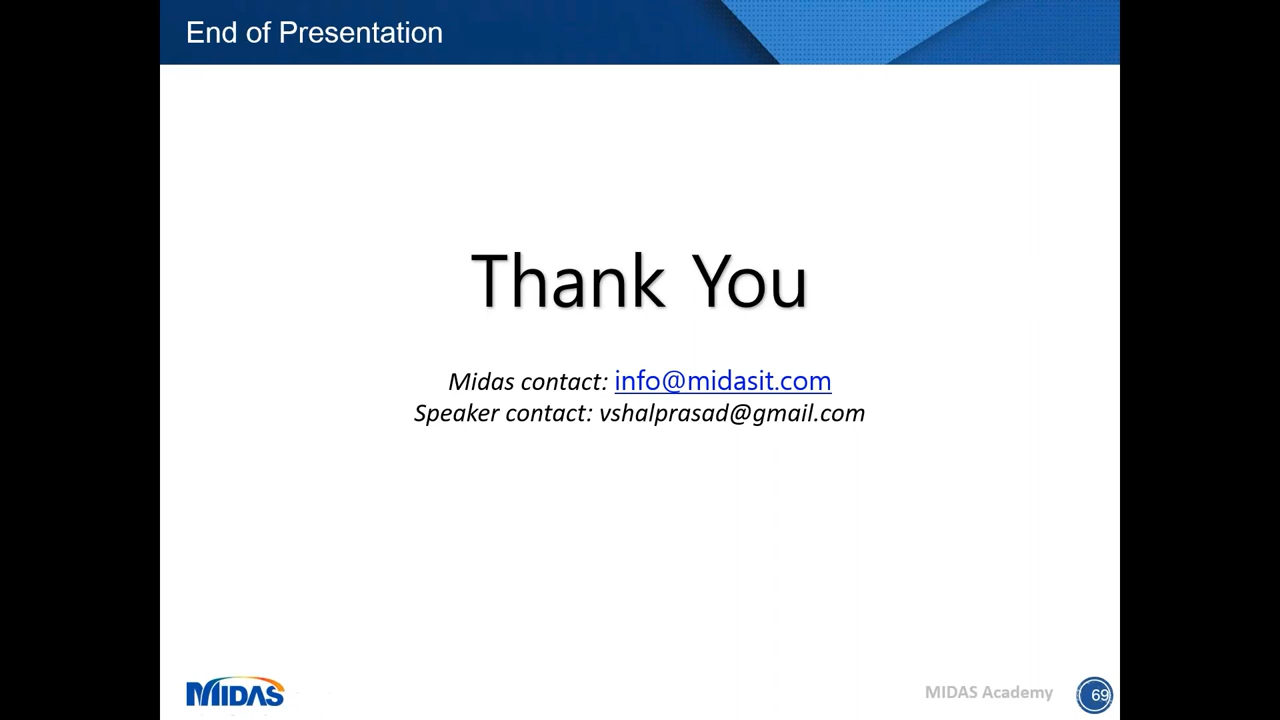 End of Presentation
Thank You
Midas contact: info@midasit.com
Speaker contact: vshalprasad@gmail.com
MIDAS
MIDAS Academy
69